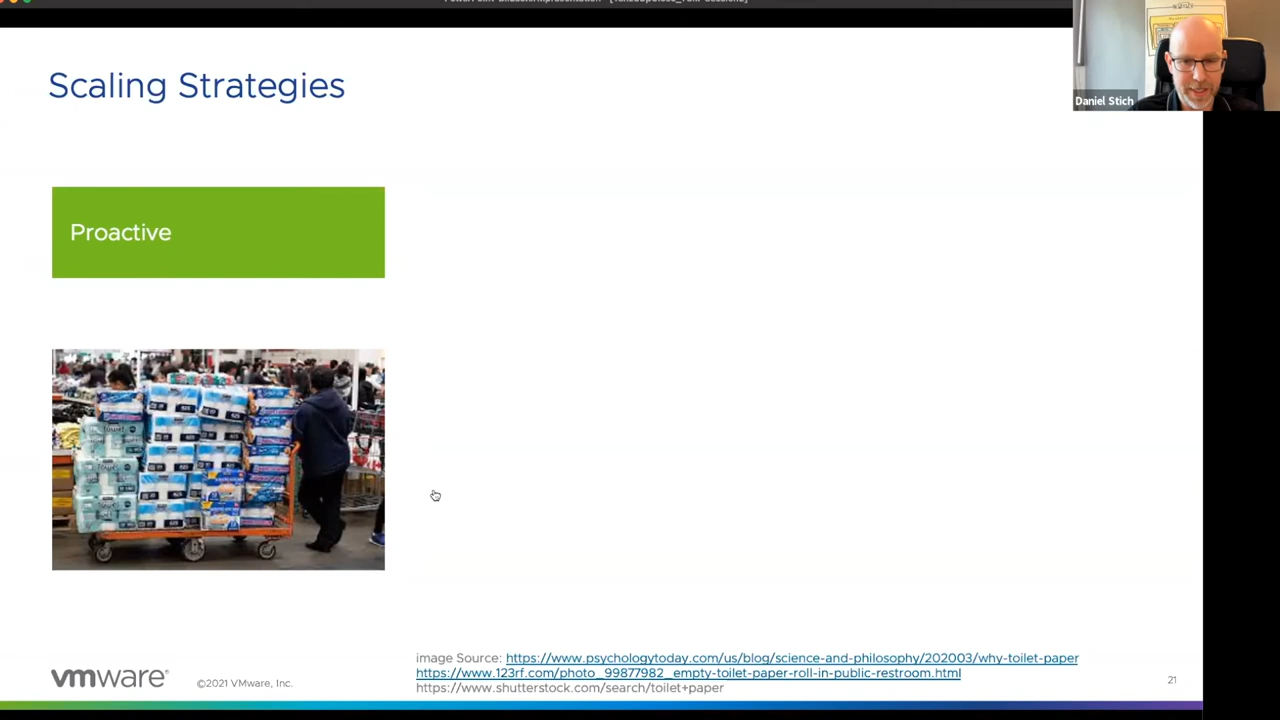 Daniel Stich
Scaling Strategies
Proactive
image Source: https://www.psychologytoday.com/us/blog/science-and-philosophy/202003/why-toilet-paper
https://www.123rf.com/photo_99877982_empty-toilet-paper-roll-in-public-restroom.html
https://www.shutterstock.com/search/toilet+paper
vmware®
©2021 VMware, Inc.
21